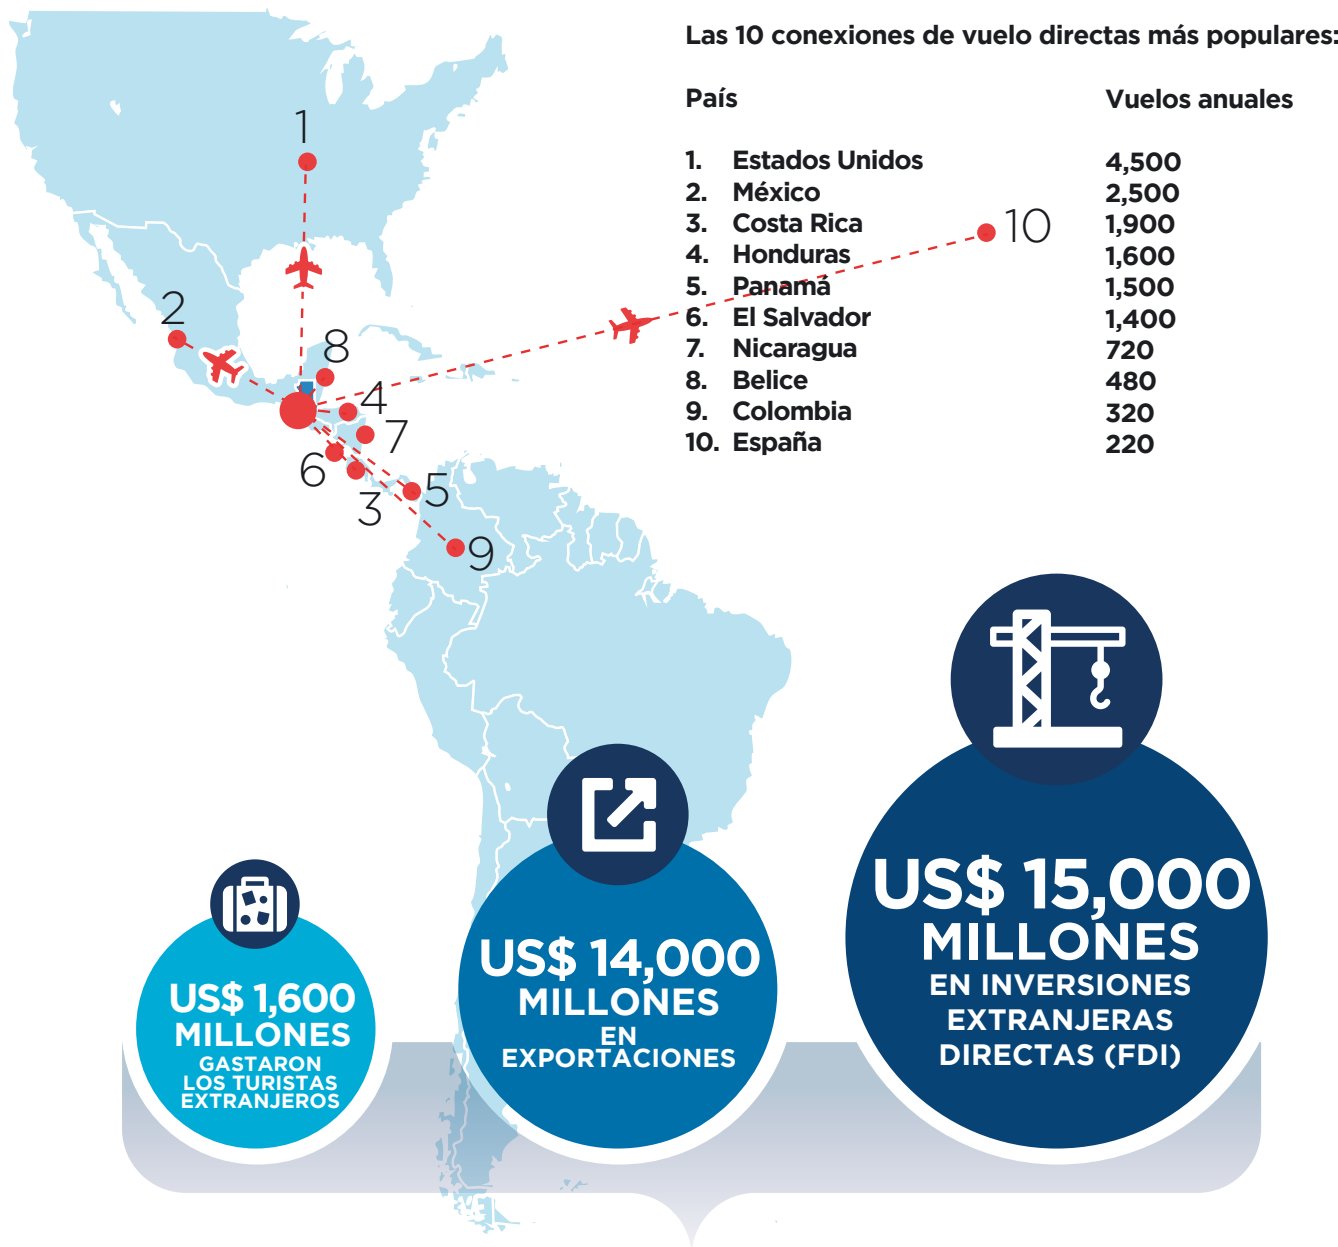 Las 10 conexiones de vuelo directas más populares:
País Vuelos anuales
1. Estados Unidos 4,500
2. México 2,500
3. Costa Rica 1,900
4. Honduras 1,600
5. Panamá 1,500
6. El Salvador 1,400
7. Nicaragua 720
8. Belice 480
9. Colombia 320
10. España 220
1
10
2
8
4
7
6
3
5
9
US$ 1,600
MILLONES
GASTARON
LOS TURISTAS
EXTRANJEROS
US$ 14,000
MILLONES
EN
EXPORTACIONES
US$ 15,000
MILLONES
EN INVERSIONES
EXTRANJERAS
DIRECTAS (FDI)